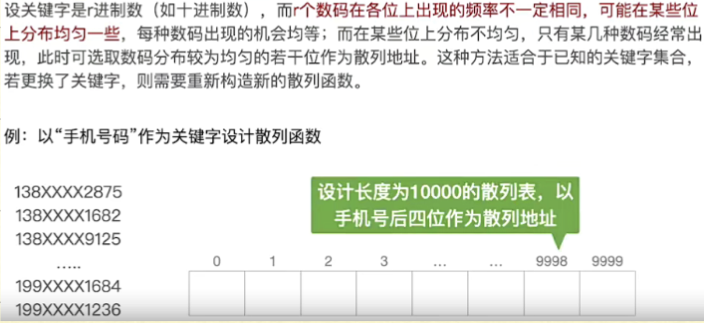 设关键字是r进制数（如十进制数），而r个数码在各位上出现的频率不一定相同，可能在某些位
上分布均匀一些，每种数码出现的机会均等；而在某些位上分布不均匀，只有某几种数码经常出
现，此时可选取数码分布较为均匀的若干位作为散列地址。这种方法适合于已知的关键字集合，
若更换了关键字，则需要重新构造新的散列函数。
例：以“手机号码”作为关键字设计散列函数
138XXXX2875
138XXXX1682
138XXXX9125
.....
199XXXX1684
199XXXX1236
设计长度为10000的散列表，以
手机号后四位作为散列地址
0 1 2 3 ... ... 9998 9999